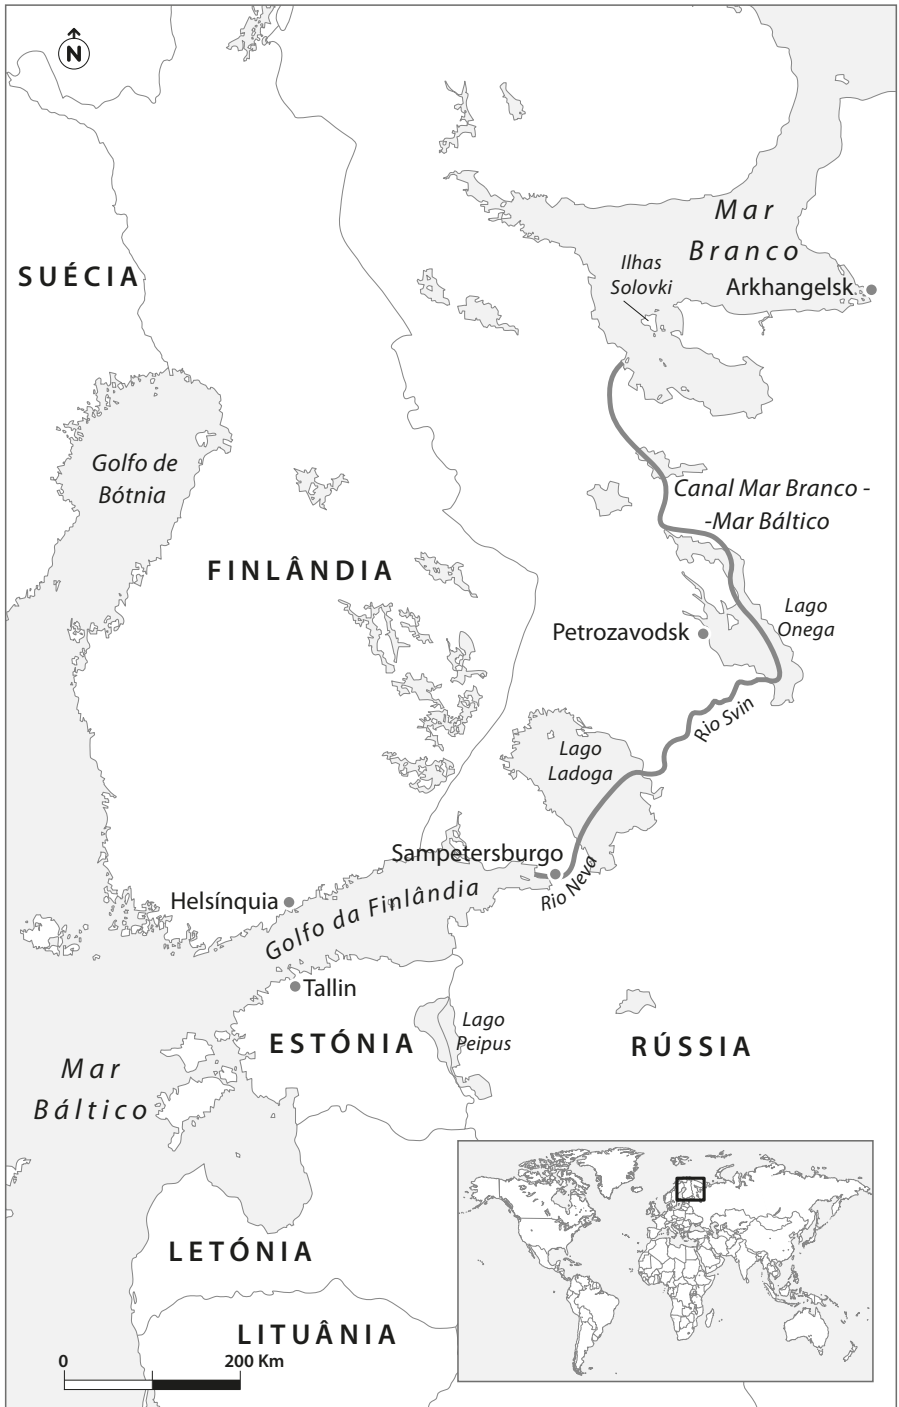 N
Mar
Branco
Ilhas
Solovki
Arkhangelsk
SUÉCIA
Golfo de
Bótnia
Canal Mar Branco -
-Mar Báltico
FINLÂNDIA
Lago
Onega
Petrozavodsk
Rio Svin
Lago
Ladoga
Sampetersburgo
Rio Neva
Helsínquia
Golfo da Finlândia
Tallin
Lago
Peipus
ESTÓNIA
RÚSSIA
Mar
Báltico
LETÓNIA
LITUÂNIA
0 200 Km